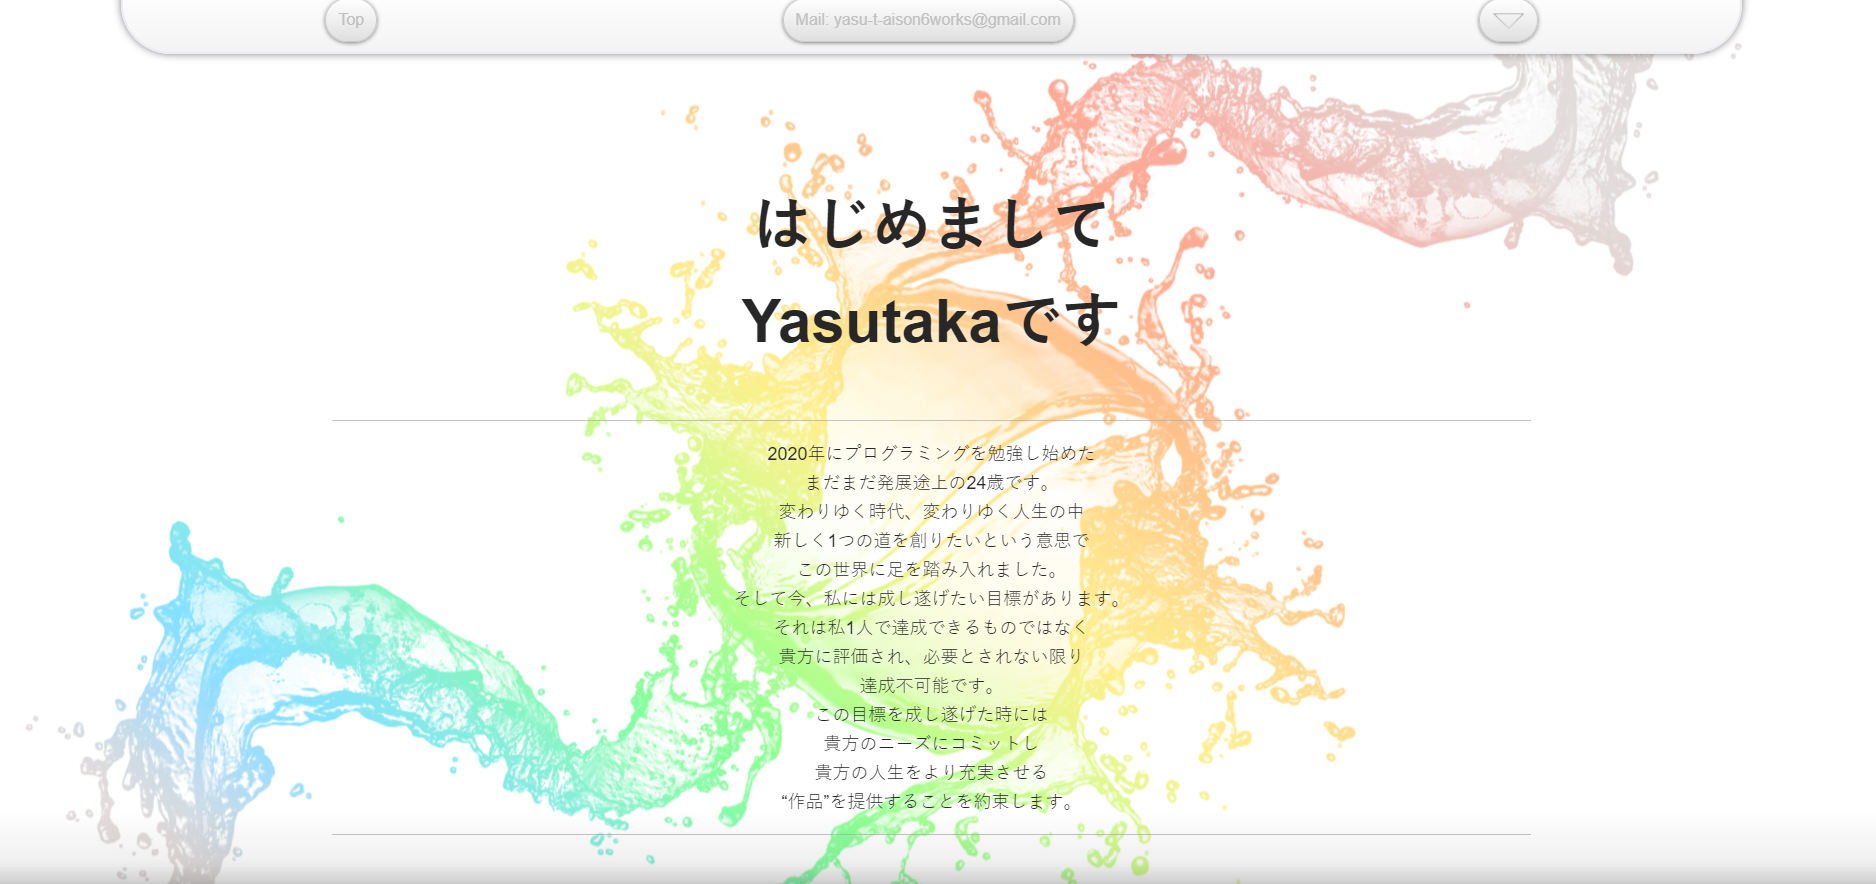 Top
Mail: yasu-t-aison6works@gmail.com
はじめまして
Yasutakaです
2020年にプログラミングを勉強し始めた
まだまだ発展途上の24歳です。
変わりゆく時代、変わりゆく人生の中
新しく1つの道を創りたいという意思で
この世界に足を踏み入れました。
そして今、私には成し遂げたい目標があります。
それは私1人で達成できるものではなく
貴方に評価され、必要とされない限り
達成不可能です。
この目標を成し遂げた時には
貴方のニーズにコミットし
貴方の人生をより充実させる
“作品”を提供することを約束します。